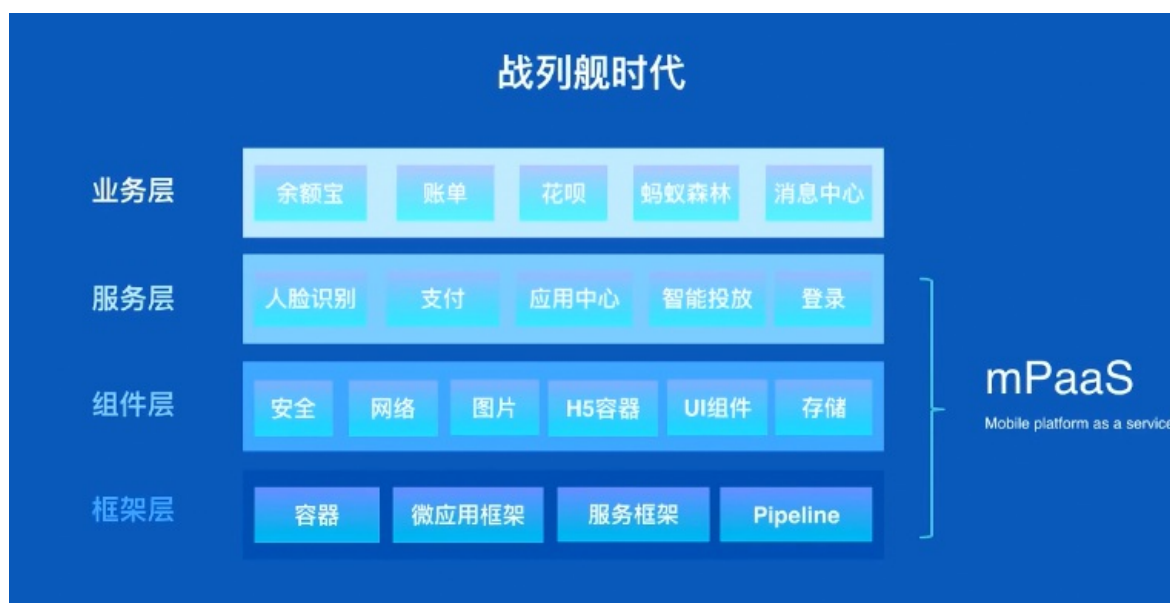 战列舰时代
业务层
余额宝 账单 花呗 蚂蚁森林 消息中心
服务层
人脸识别 支付 应用中心 智能投放 登录
组件层
安全 网络 图片 H5容器 UI组件 存储
框架层
容器 微应用框架 服务框架 Pipeline
mPaaS
Mobile platform as a service